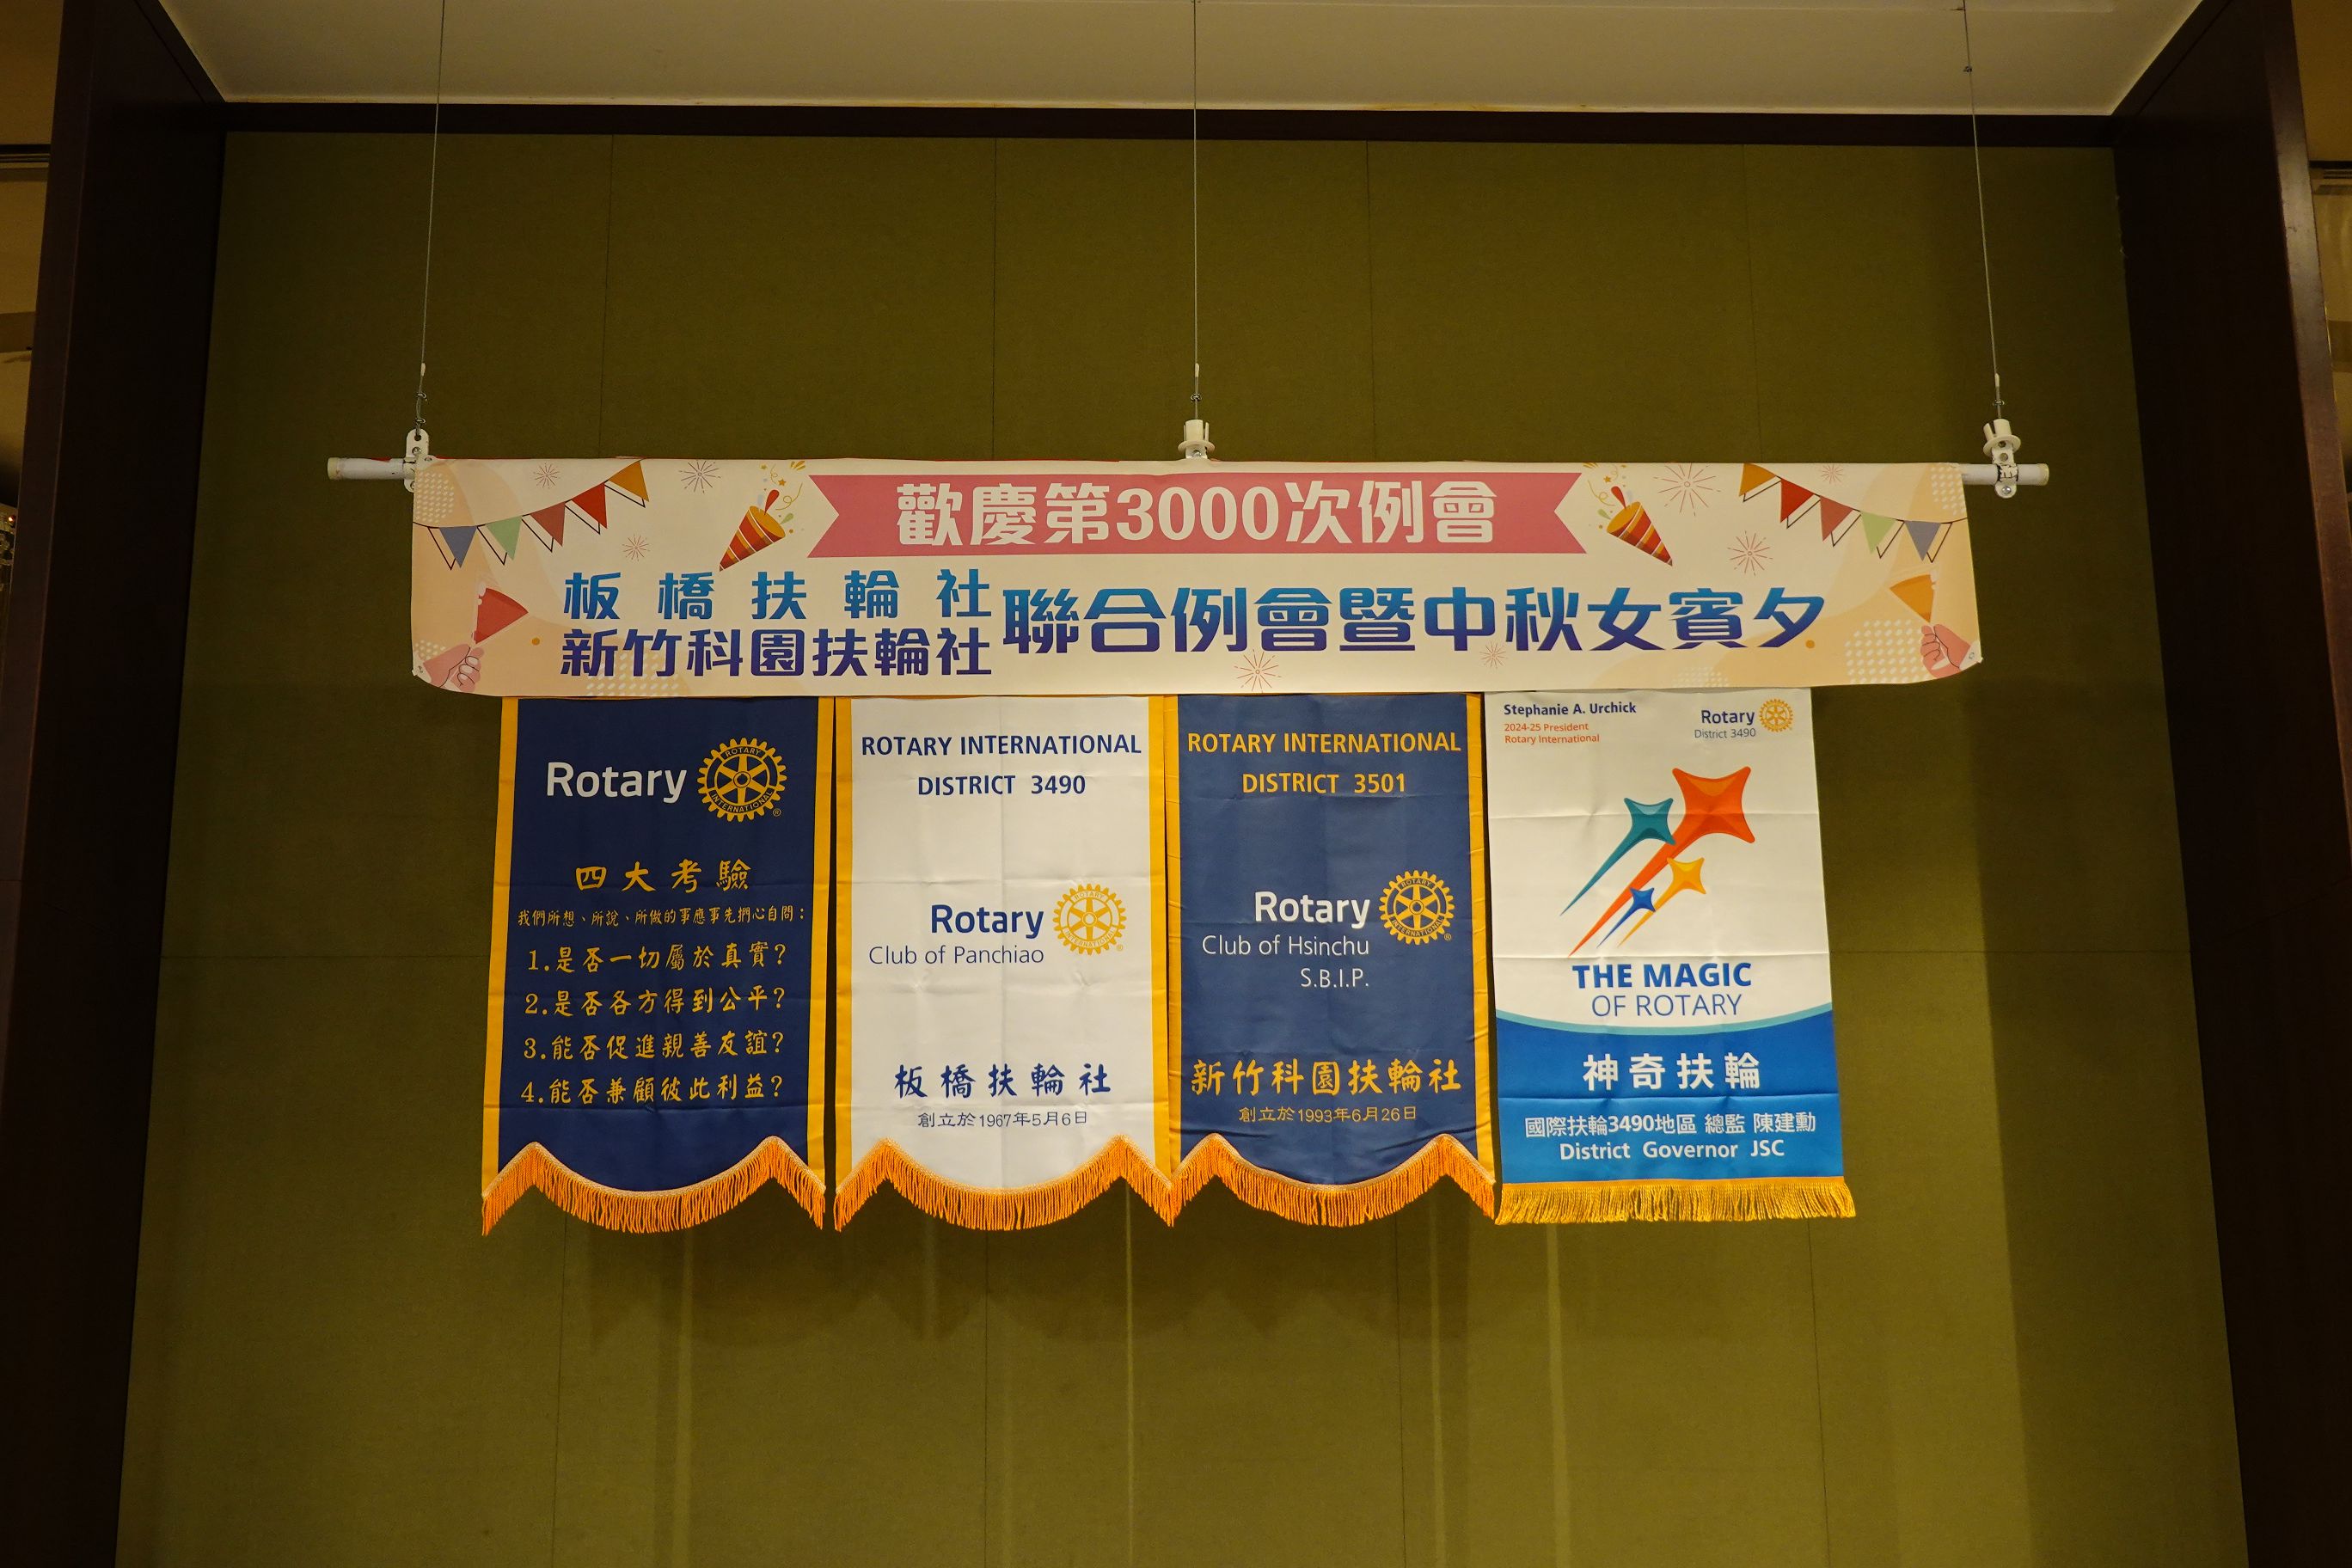 歡慶第3000次例會
板橋扶輪社
新竹科園扶輪社
聯合例會暨中秋女賓夕
Rotary
ROTARY
INTERNATIONAL
四大考驗
我們所想、所說、所做的事應事先捫心自問：
1.是否一切屬於真實?
2.是否各方得到公平?
3.能否促進親善友誼?
4.能否兼顧彼此利益?
ROTARY INTERNATIONAL
DISTRICT 3490
Rotary
ROTARY
INTERNATIONAL
Club of Panchiao
板橋扶輪社
創立於1967年5月6日
ROTARY INTERNATIONAL
DISTRICT 3501
Rotary
ROTARY
INTERNATIONAL
Club of Hsinchu
S.B.I.P.
新竹科園扶輪社
創立於1993年6月26日
Stephanie A. Urchick
2024-25 President
Rotary International
Rotary
District 3490
THE MAGIC
OF ROTARY
神奇扶輪
國際扶輪3490地區 總監 陳建勳
District Governor JSC